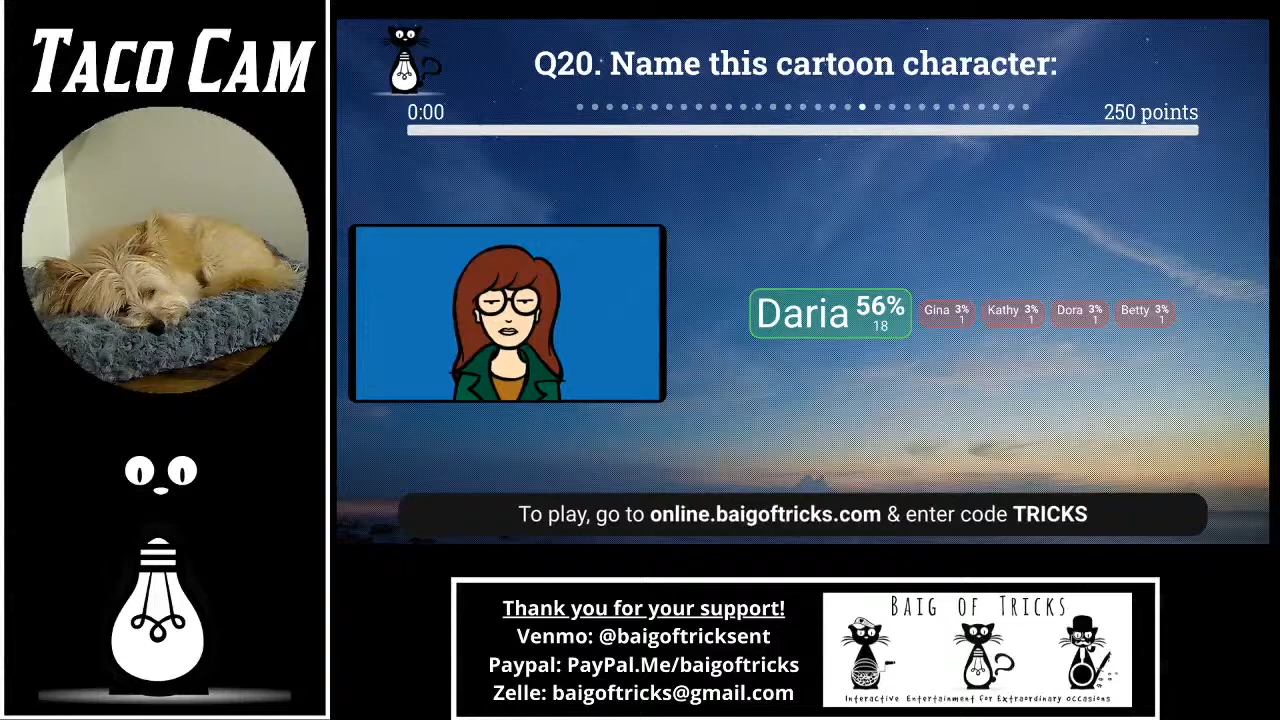 TACO CAM
Q20. Name this cartoon character:
0:00
250 points
Daria 56%
18
Gina 3%
1
Kathy 3%
1
Dora 3%
1
Betty 3%
1
To play, go to online.baigoftricks.com & enter code TRICKS
Thank you for your support!
Venmo: @baigoftricksent
Paypal: PayPal.Me/baigoftricks
Zelle: baigoftricks@gmail.com
BAIG OF TRICKS
Interactive Entertainment for Extraordinary occasions